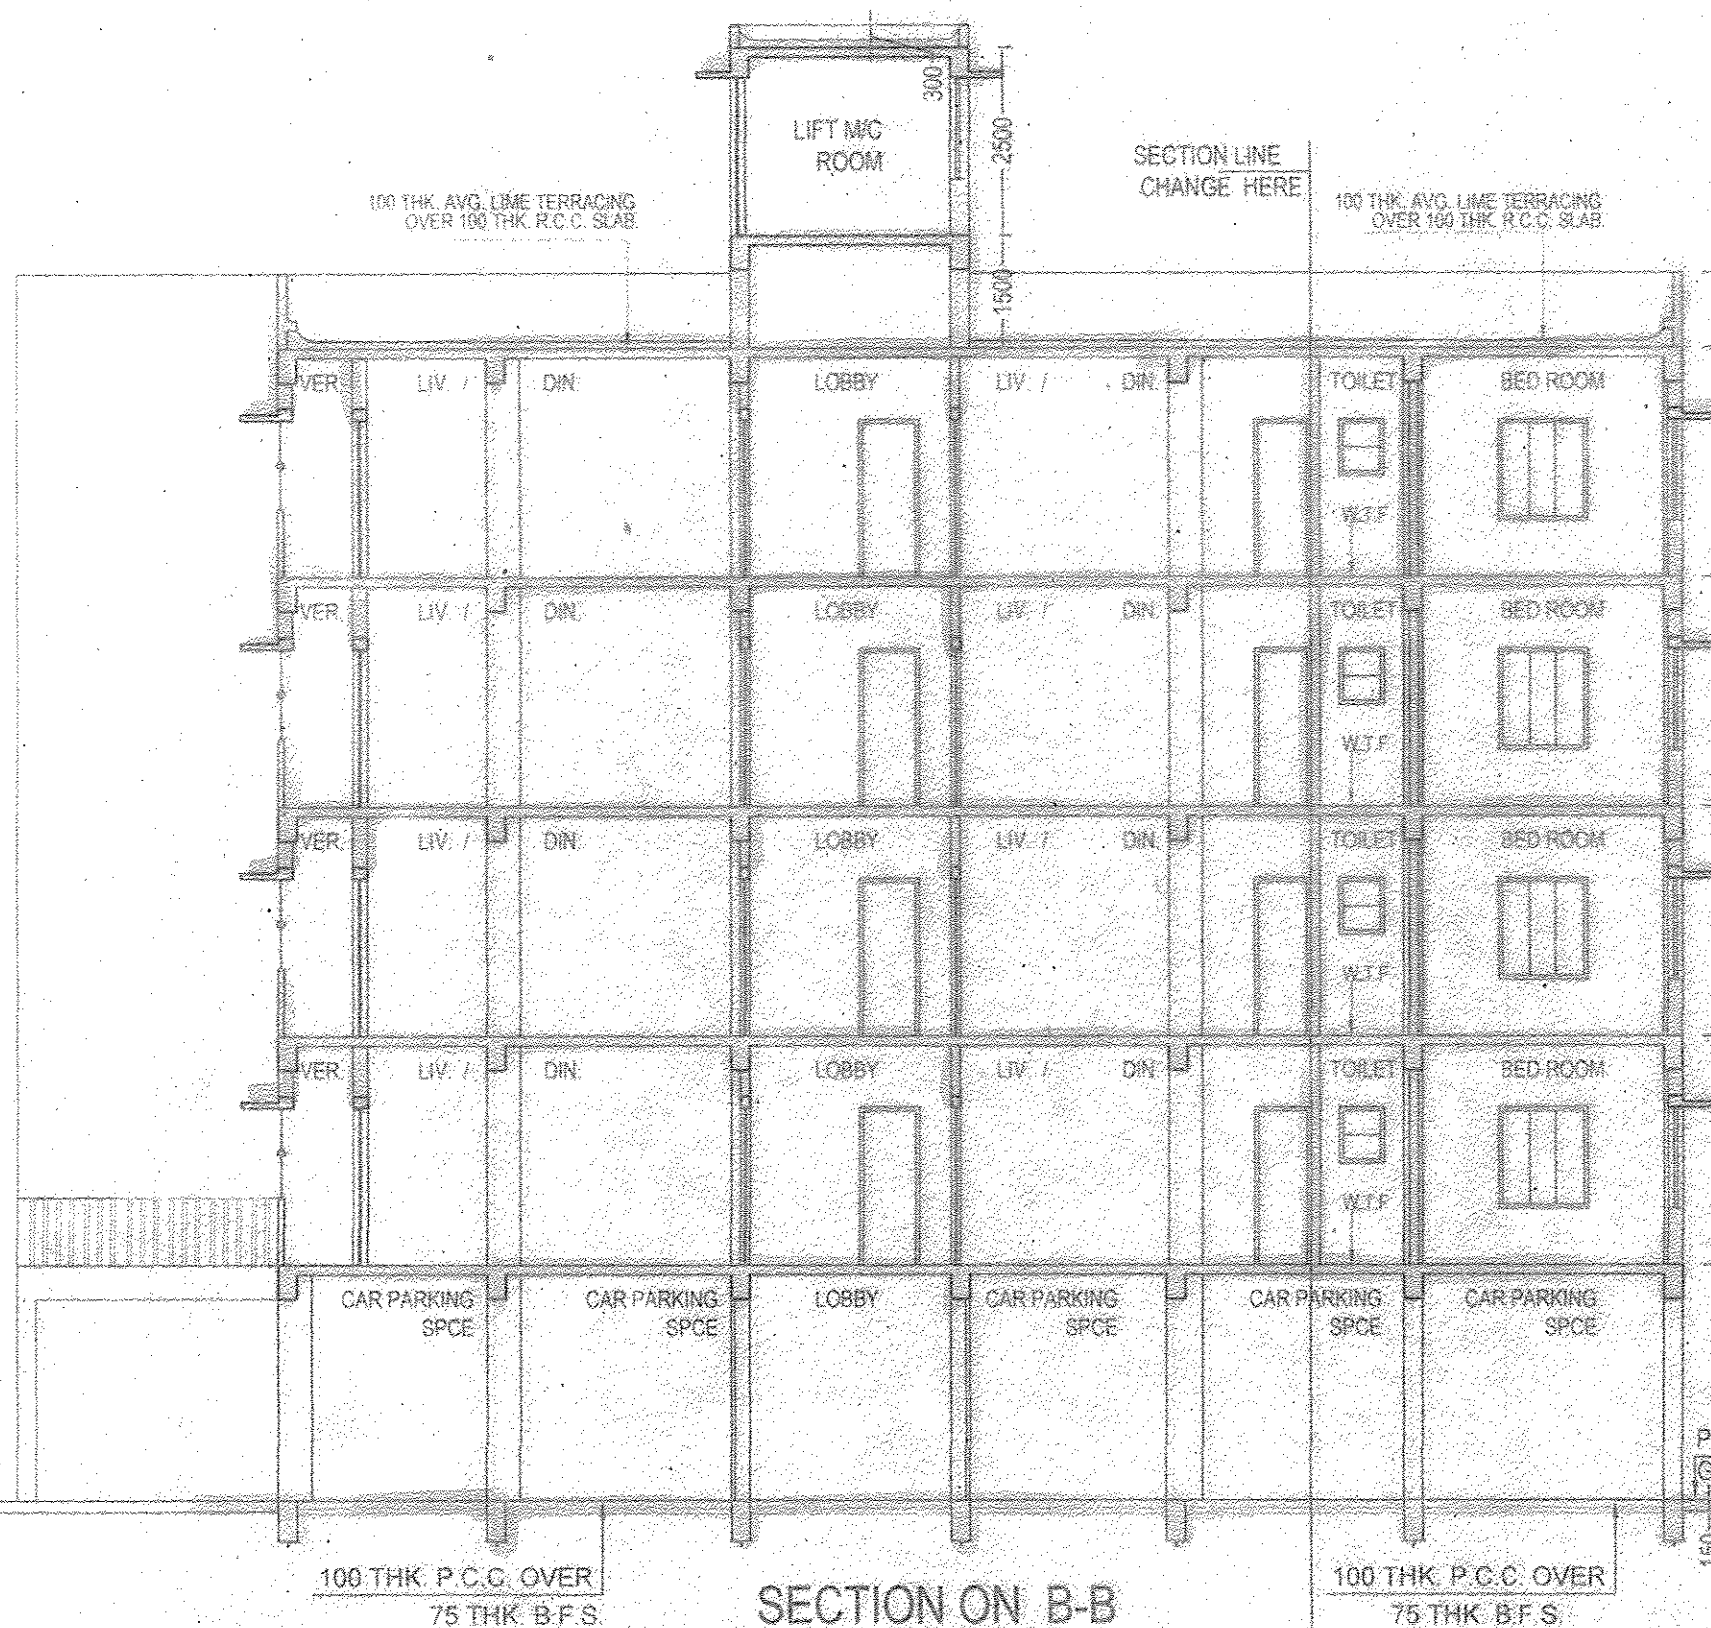 300
LIFT M/C
ROOM
2500
SECTION LINE
CHANGE HERE
100 THK. AVG. LIME TERRACING
OVER 100 THK. R.C.C. SLAB.
100 THK. AVG. LIME TERRACING
OVER 100 THK. R.C.C. SLAB.
1500
VER. LIV. / DIN. LOBBY LIV. / DIN. TOILET BED ROOM
W.T.F
VER. LIV. / DIN. LOBBY LIV. / DIN. TOILET BED ROOM
W.T.F
VER. LIV. / DIN. LOBBY LIV. / DIN. TOILET BED ROOM
W.T.F
VER. LIV. / DIN. LOBBY LIV. / DIN. TOILET BED ROOM
W.T.F
CAR PARKING CAR PARKING LOBBY CAR PARKING CAR PARKING CAR PARKING
SPCE SPCE SPCE SPCE SPCE
P
G
150
100 THK. P.C.C. OVER
75 THK. B.F.S.
SECTION ON B-B
100 THK. P.C.C. OVER
75 THK. B.F.S.